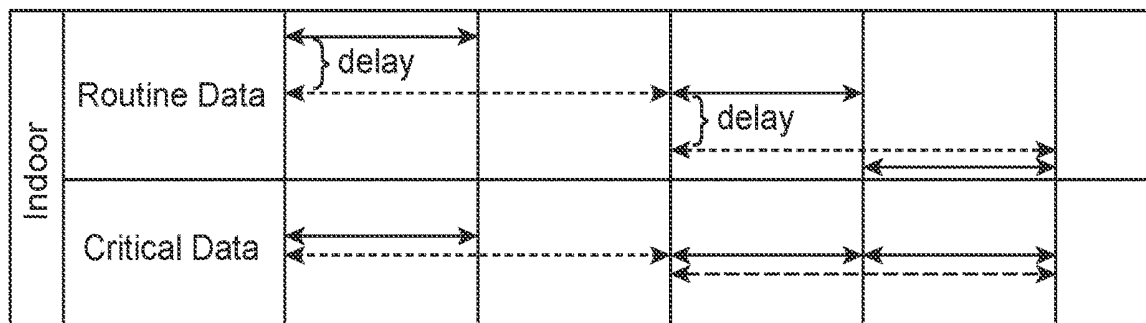 Indoor
Routine Data
delay
delay
Critical Data